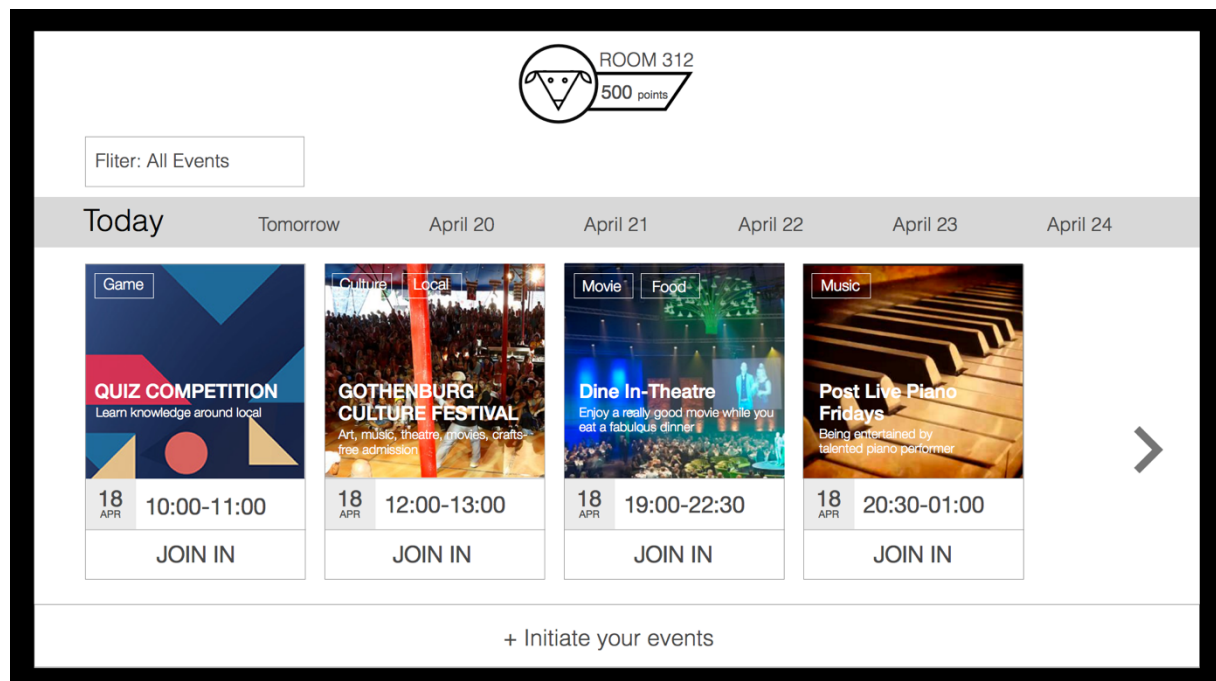 ROOM 312
500 points
Fliter: All Events
Today Tomorrow April 20 April 21 April 22 April 23 April 24
Game
QUIZ COMPETITION
Learn knowledge around local
18 APR 10:00-11:00
JOIN IN
Culture Local
GOTHENBURG
CULTURE FESTIVAL
Art, music, theatre, movies, crafts--
free admission
18 APR 12:00-13:00
JOIN IN
Movie Food
Dine In-Theatre
Enjoy a really good movie while you
eat a fabulous dinner
18 APR 19:00-22:30
JOIN IN
Music
Post Live Piano
Fridays
Being entertained by
talented piano performer
18 APR 20:30-01:00
JOIN IN
+ Initiate your events